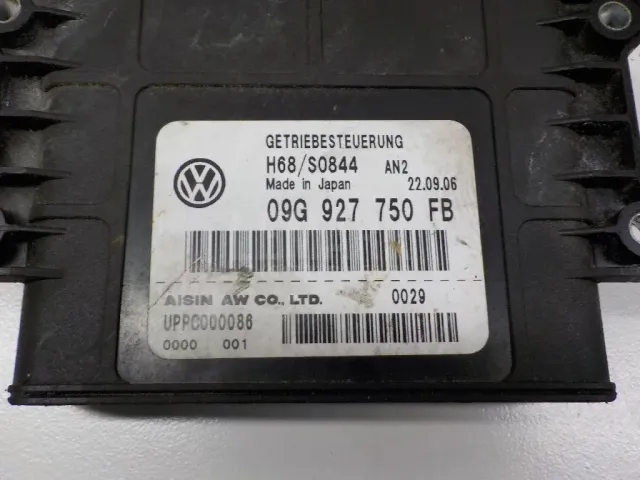 GETRIEBESTEUERUNG
H68/S0844 AN2
Made in Japan 22.09.06
09G 927 750 FB
AISIN AW CO., LTD. 0029
UPPC000086
0000 001